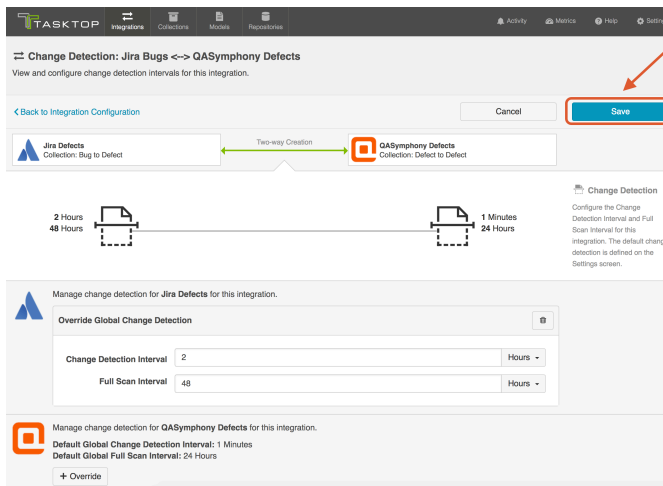 TASKTOP
Integrations
Collections
Models
Repositories
Activity
Metrics
Help
Setting
Change Detection: Jira Bugs <--> QASymphony Defects
View and configure change detection intervals for this integration.
Back to Integration Configuration
Cancel
Save
Jira Defects
Collection: Bug to Defect
Two-way Creation
QASymphony Defects
Collection: Defect to Defect
2 Hours
48 Hours
1 Minutes
24 Hours
Change Detection
Configure the Change
Detection Interval and Full
Scan Interval for this
integration. The default chang
detection is defined on the
Settings screen.
Manage change detection for Jira Defects for this integration.
Override Global Change Detection
Change Detection Interval 2 Hours
Full Scan Interval 48 Hours
Manage change detection for QASymphony Defects for this integration.
Default Global Change Detection Interval: 1 Minutes
Default Global Full Scan Interval: 24 Hours
+ Override